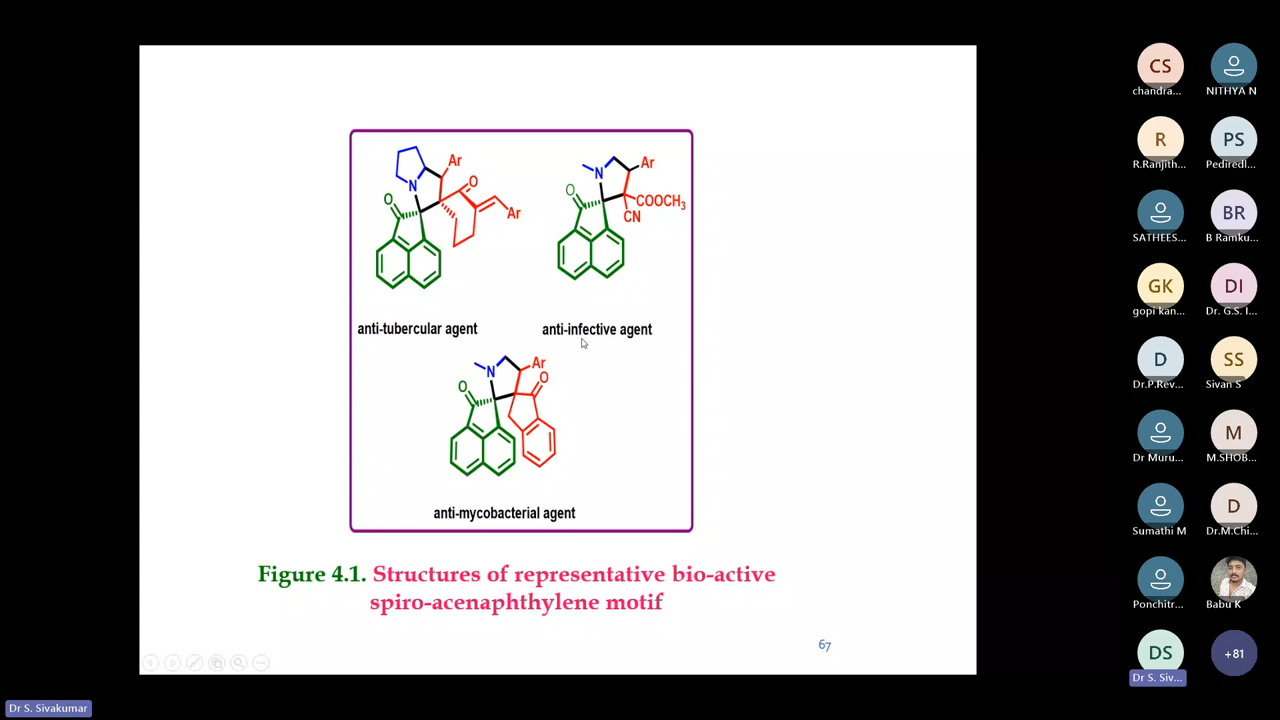 Ar
O
N
O
Ar
anti-tubercular agent
N
Ar
O
COOCH3
CN
anti-infective agent
N
Ar
O
O
anti-mycobacterial agent
Figure 4.1. Structures of representative bio-active
spiro-acenaphthylene motif
67
Dr S. Sivakumar
CS
chandra...
NITHYA N
R
R.Ranjith...
PS
Pediredl...
SATHEES...
BR
B Ramku...
GK
gopi kan...
DI
Dr. G.S. I...
D
Dr.P.Rev...
SS
Sivan S
Dr Muru...
M
M.SHOB...
Sumathi M
D
Dr.M.Chi...
Ponchitr...
Babu K
DS
Dr S. Siv...
+81